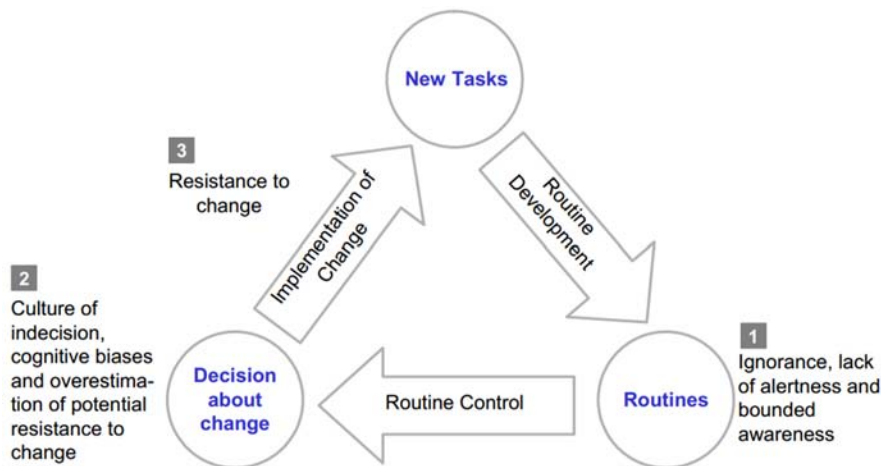 New Tasks
3
Resistance to
change
Implementation of
Change
Routine
Development
2
Culture of
indecision,
cognitive biases
and overestima-
tion of potential
resistance to
change
Decision
about
change
Routine Control
Routines
1
Ignorance, lack
of alertness and
bounded
awareness